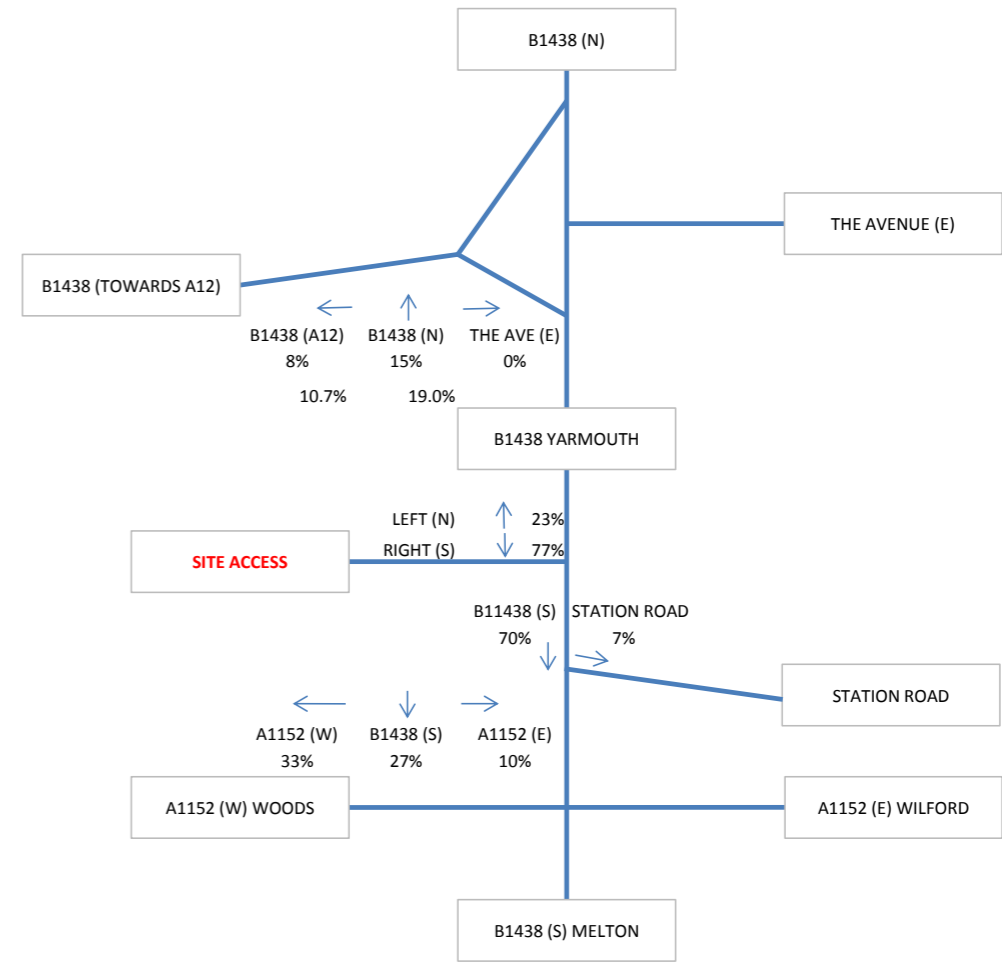 B1438 (N)
THE AVENUE (E)
B1438 (TOWARDS A12)
B1438 (A12) B1438 (N) THE AVE (E)
8% 15% 0%
10.7% 19.0%
B1438 YARMOUTH
LEFT (N) 23%
RIGHT (S) 77%
SITE ACCESS
B11438 (S) STATION ROAD
70% 7%
STATION ROAD
A1152 (W) B1438 (S) A1152 (E)
33% 27% 10%
A1152 (W) WOODS A1152 (E) WILFORD
B1438 (S) MELTON